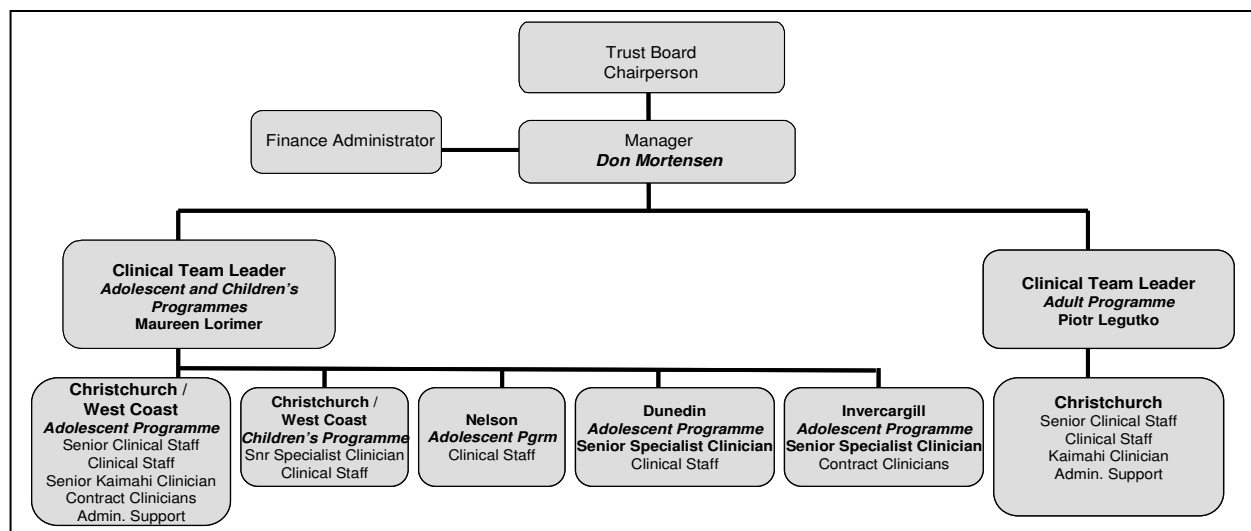 Trust Board
Chairperson
Finance Administrator
Manager
Don Mortensen
Clinical Team Leader
Adolescent and Children's
Programmes
Maureen Lorimer
Clinical Team Leader
Adult Programme
Piotr Legutko
Christchurch /
West Coast
Adolescent Programme
Senior Clinical Staff
Clinical Staff
Senior Kaimahi Clinician
Contract Clinicians
Admin. Support
Christchurch /
West Coast
Children's Programme
Snr Specialist Clinician
Clinical Staff
Nelson
Adolescent Pgrm
Clinical Staff
Dunedin
Adolescent Programme
Senior Specialist Clinician
Clinical Staff
Invercargill
Adolescent Programme
Senior Specialist Clinician
Contract Clinicians
Christchurch
Senior Clinical Staff
Clinical Staff
Kaimahi Clinician
Admin. Support